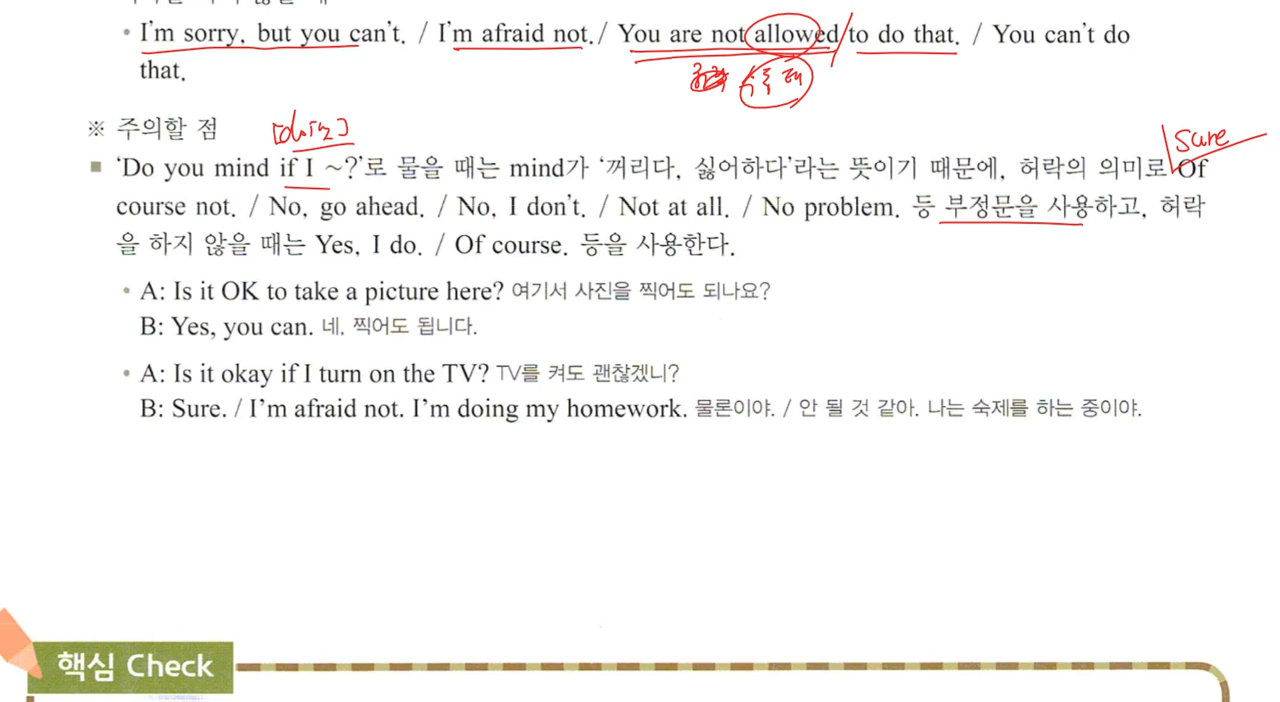 • I'm sorry, but you can't. / I'm afraid not. / You are not allowed to do that. / You can't do
수동태
that.
※ 주의할 점
Sure
■ ‘Do you mind if I ~?’로 물을 때는 mind가 ‘꺼리다, 싫어하다’라는 뜻이기 때문에, 허락의 의미로 Of
course not. / No, go ahead. / No, I don't. / Not at all. / No problem. 등 부정문을 사용하고, 허락
을 하지 않을 때는 Yes, I do. / Of course. 등을 사용한다.
• A: Is it OK to take a picture here? 여기서 사진을 찍어도 되나요?
B: Yes, you can. 네. 찍어도 됩니다.
• A: Is it okay if I turn on the TV? TV를 켜도 괜찮겠니?
B: Sure. / I'm afraid not. I'm doing my homework. 물론이야. / 안 될 것 같아. 나는 숙제를 하는 중이야.
핵심 Check